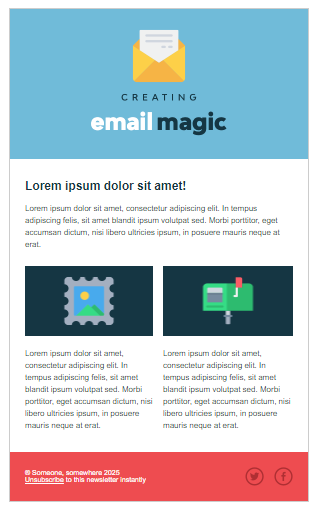 CREATING
email magic
Lorem ipsum dolor sit amet!
Lorem ipsum dolor sit amet, consectetur adipiscing elit. In tempus
adipiscing felis, sit amet blandit ipsum volutpat sed. Morbi porttitor, eget
accumsan dictum, nisi libero ultricies ipsum, in posuere mauris neque at
erat.
Lorem ipsum dolor sit amet,
consectetur adipiscing elit. In
tempus adipiscing felis, sit amet
blandit ipsum volutpat sed. Morbi
porttitor, eget accumsan dictum, nisi
libero ultricies ipsum, in posuere
mauris neque at erat.
Lorem ipsum dolor sit amet,
consectetur adipiscing elit. In
tempus adipiscing felis, sit amet
blandit ipsum volutpat sed. Morbi
porttitor, eget accumsan dictum, nisi
libero ultricies ipsum, in posuere
mauris neque at erat.
® Someone, somewhere 2025
Unsubscribe to this newsletter instantly